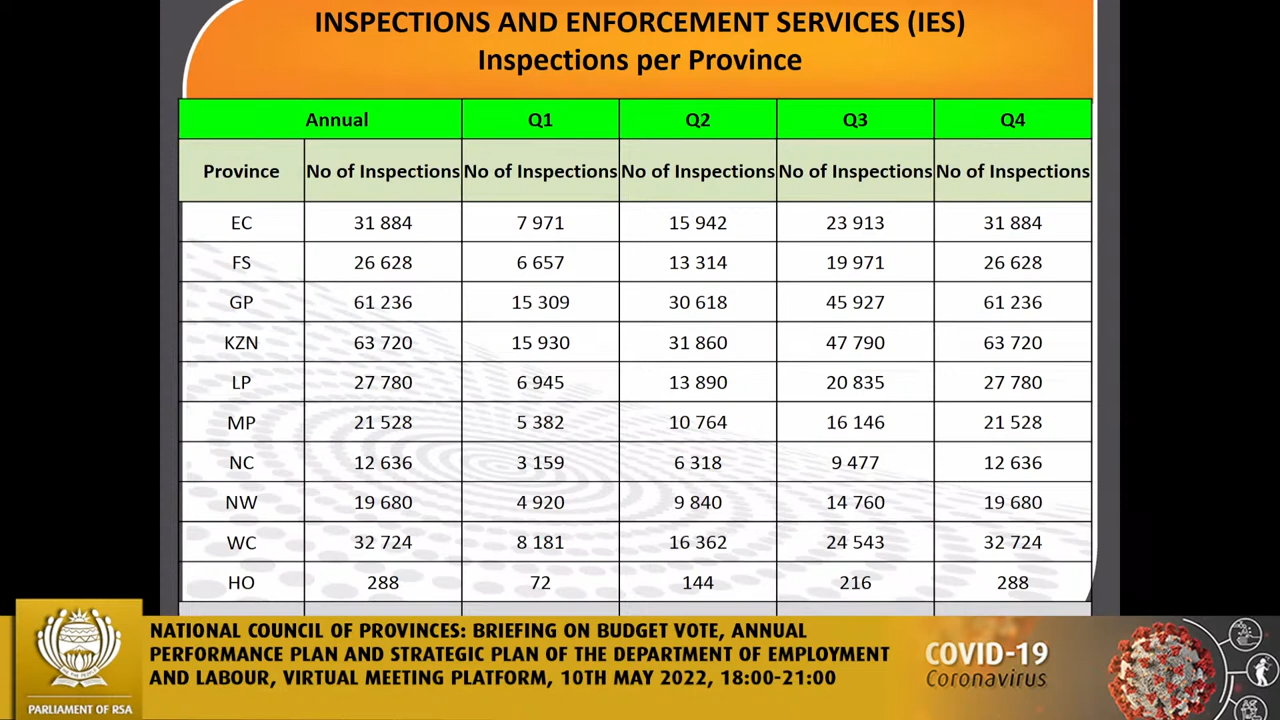 INSPECTIONS AND ENFORCEMENT SERVICES (IES)
Inspections per Province
Annual Q1 Q2 Q3 Q4
Province No of Inspections No of Inspections No of Inspections No of Inspections No of Inspections
EC 31 884 7 971 15 942 23 913 31 884
FS 26 628 6 657 13 314 19 971 26 628
GP 61 236 15 309 30 618 45 927 61 236
KZN 63 720 15 930 31 860 47 790 63 720
LP 27 780 6 945 13 890 20 835 27 780
MP 21 528 5 382 10 764 16 146 21 528
NC 12 636 3 159 6 318 9 477 12 636
NW 19 680 4 920 9 840 14 760 19 680
WC 32 724 8 181 16 362 24 543 32 724
HO 288 72 144 216 288
NATIONAL COUNCIL OF PROVINCES: BRIEFING ON BUDGET VOTE, ANNUAL
PERFORMANCE PLAN AND STRATEGIC PLAN OF THE DEPARTMENT OF EMPLOYMENT
AND LABOUR, VIRTUAL MEETING PLATFORM, 10TH MAY 2022, 18:00-21:00
COVID-19
Coronavirus
PARLIAMENT OF RSA